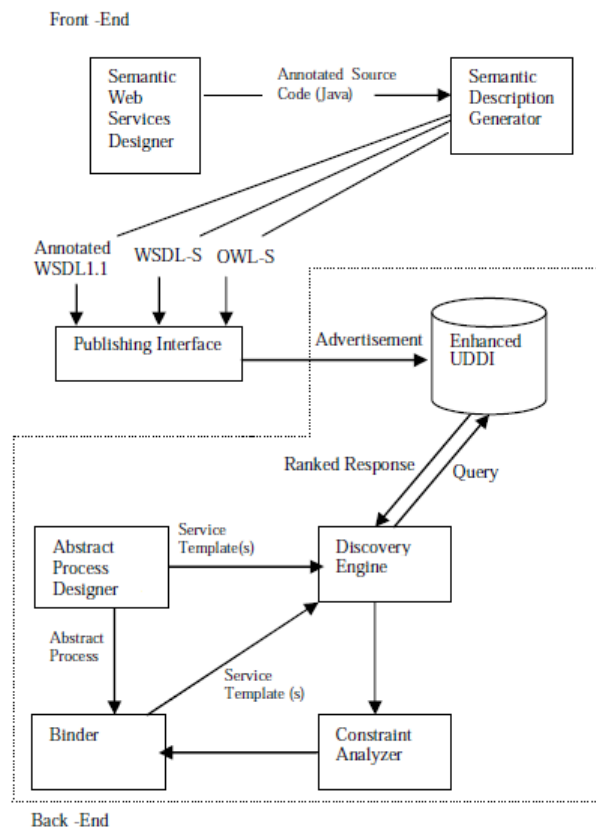 Front -End
Semantic
Web
Services
Designer
Annotated Source
Code (Java)
Semantic
Description
Generator
Annotated
WSDL1.1
WSDL-S
OWL-S
Publishing Interface
Advertisement
Enhanced
UDDI
Ranked Response
Query
Abstract
Process
Designer
Service
Template(s)
Discovery
Engine
Abstract
Process
Service
Template (s)
Binder
Constraint
Analyzer
Back -End